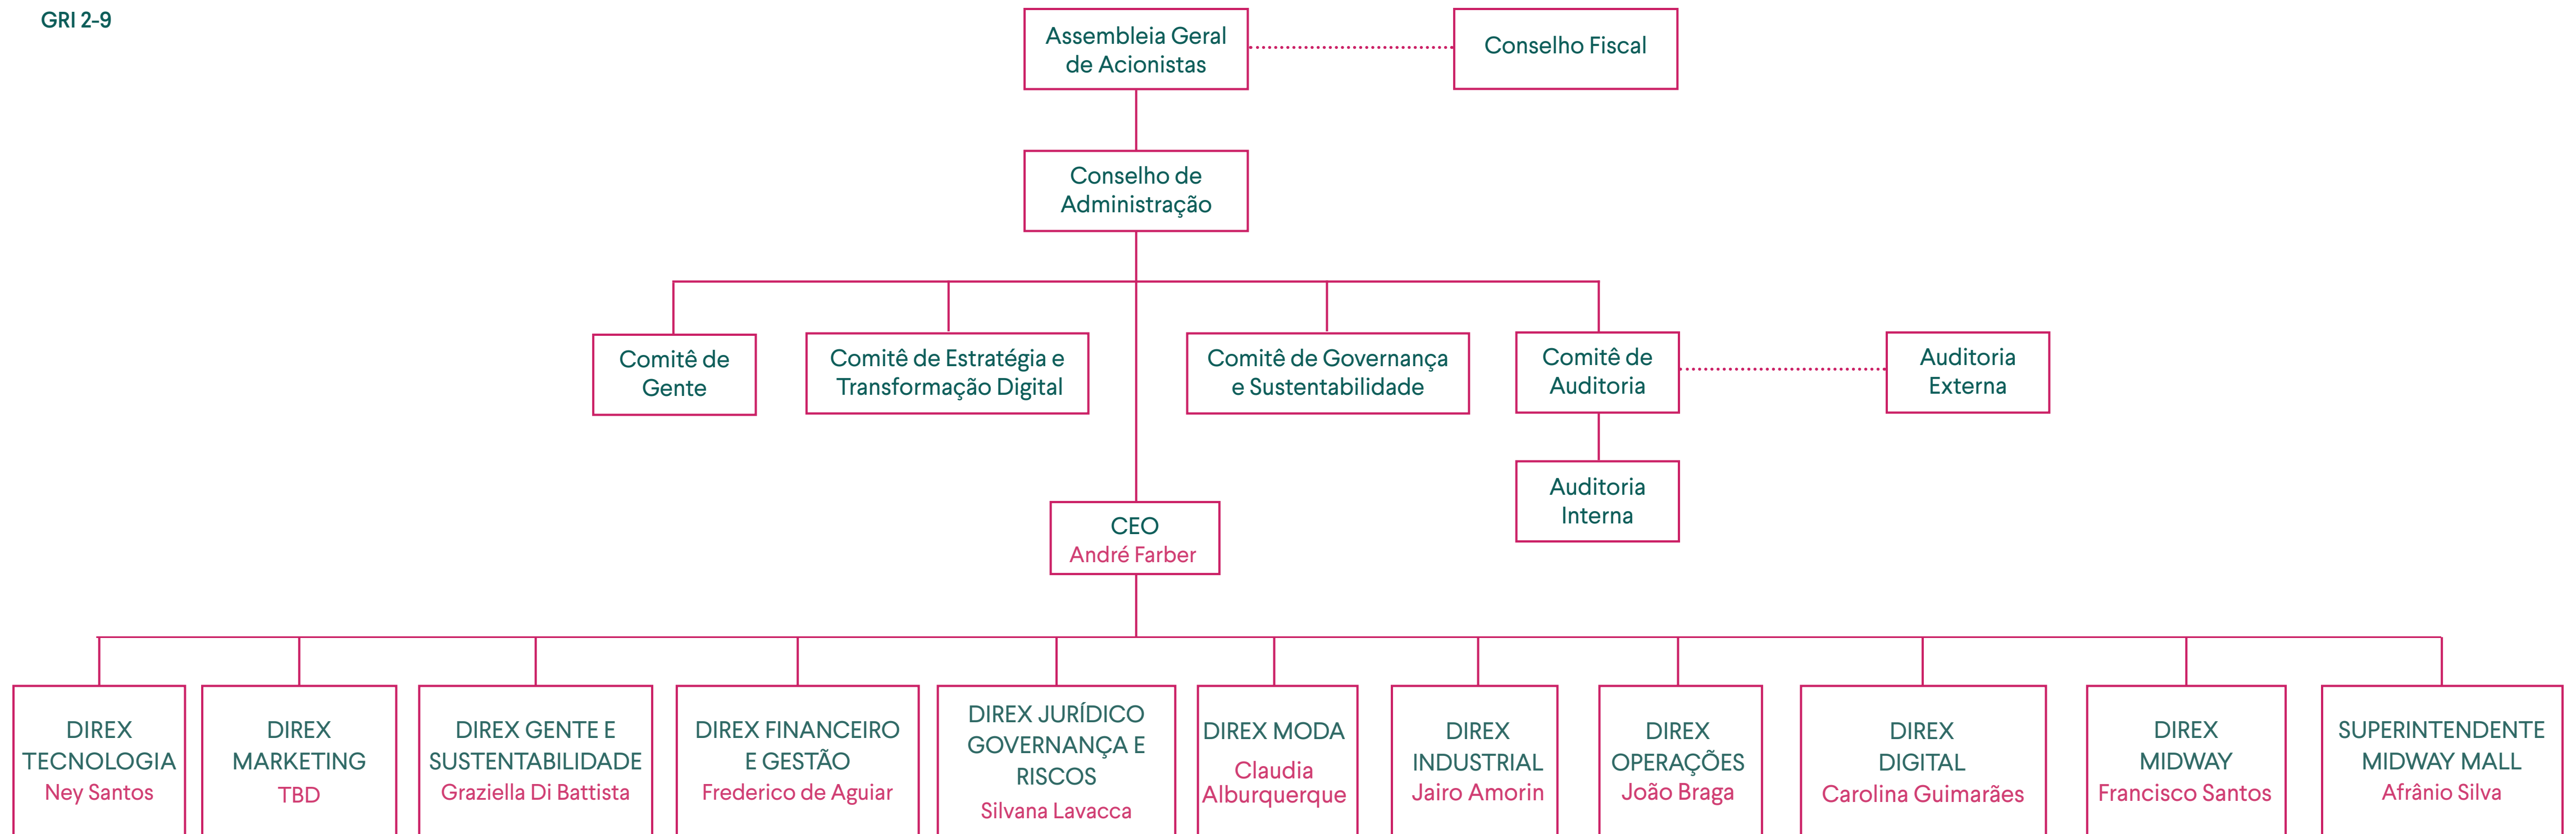 GRI 2-9
Assembleia Geral
de Acionistas
Conselho Fiscal
Conselho de
Administração
Comitê de
Gente
Comitê de Estratégia e
Transformação Digital
Comitê de Governança
e Sustentabilidade
Comitê de
Auditoria
Auditoria
Externa
Auditoria
Interna
CEO
André Farber
DIREX
TECNOLOGIA
Ney Santos
DIREX
MARKETING
TBD
DIREX GENTE E
SUSTENTABILIDADE
Graziella Di Battista
DIREX FINANCEIRO
E GESTÃO
Frederico de Aguiar
DIREX JURÍDICO
GOVERNANÇA E
RISCOS
Silvana Lavacca
DIREX MODA
Claudia
Alburquerque
DIREX
INDUSTRIAL
Jairo Amorin
DIREX
OPERAÇÕES
João Braga
DIREX
DIGITAL
Carolina Guimarães
DIREX
MIDWAY
Francisco Santos
SUPERINTENDENTE
MIDWAY MALL
Afrânio Silva